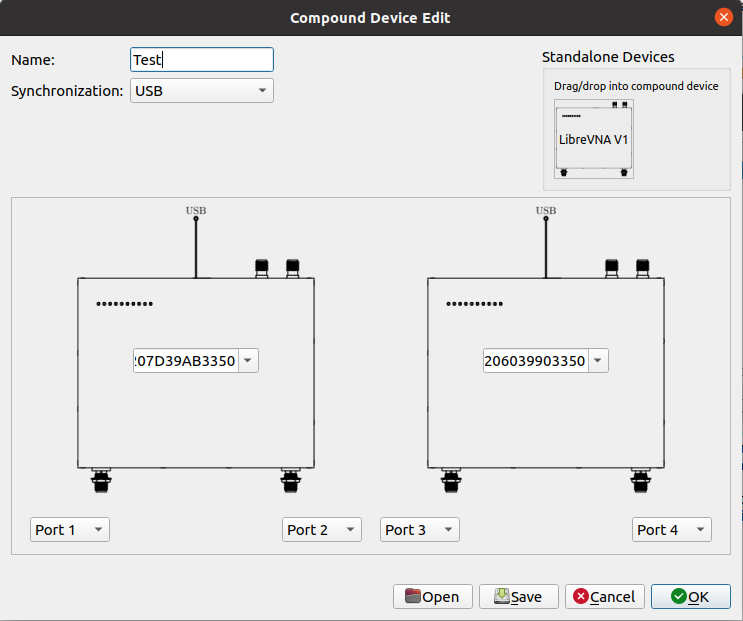 Compound Device Edit
Name:
Test
Synchronization:
USB
Standalone Devices
Drag/drop into compound device
LibreVNA V1
USB
USB
207D39AB3350
206039903350
Port 1
Port 2
Port 3
Port 4
Open
Save
Cancel
OK